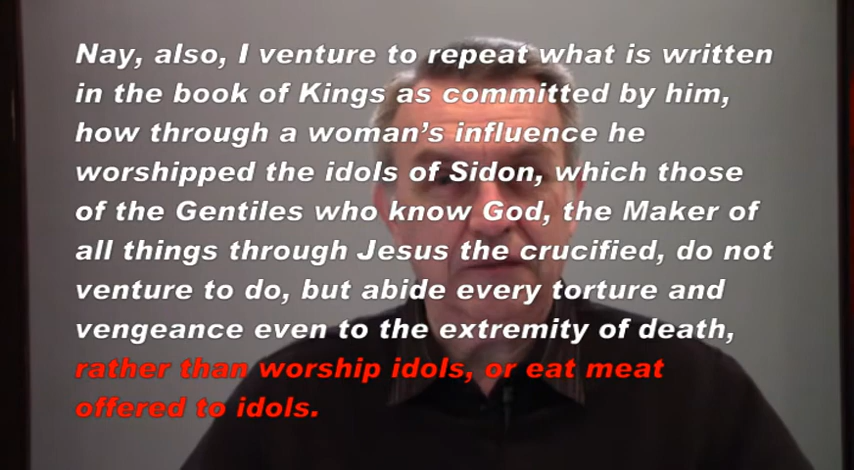 Nay, also, I venture to repeat what is written
in the book of Kings as committed by him,
how through a woman's influence he
worshipped the idols of Sidon, which those
of the Gentiles who know God, the Maker of
all things through Jesus the crucified, do not
venture to do, but abide every torture and
vengeance even to the extremity of death,
rather than worship idols, or eat meat
offered to idols.